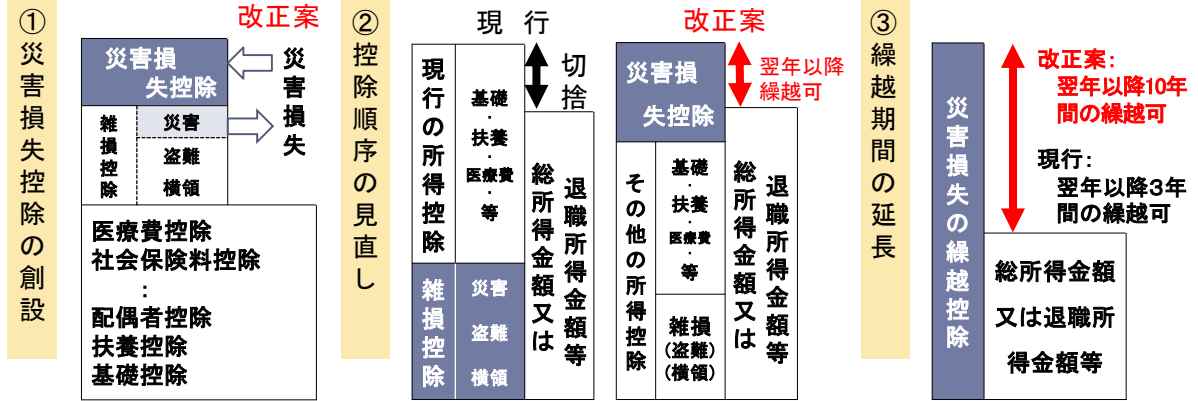 ①災害損失控除の創設
改正案
災害損
失控除
災害損失
雑損控除
災害
盗難
横領
医療費控除
社会保険料控除
:
配偶者控除
扶養控除
基礎控除
②控除順序の見直し
現 行
現行の所得控除
基礎
・
扶養
・
医療費
・
等
切捨
総所得金額又は
退職所得金額等
雑損控除
災害
盗難
横領
改正案
災害損
失控除
翌年以降
繰越可
その他の所得控除
基礎
・
扶養
・
医療費
・
等
雑損
(盗難)
(横領)
総所得金額又は
退職所得金額等
③繰越期間の延長
災害損失の繰越控除
改正案:
翌年以降10年
間の繰越可
現行:
翌年以降3年
間の繰越可
総所得金額
又は退職所
得金額等